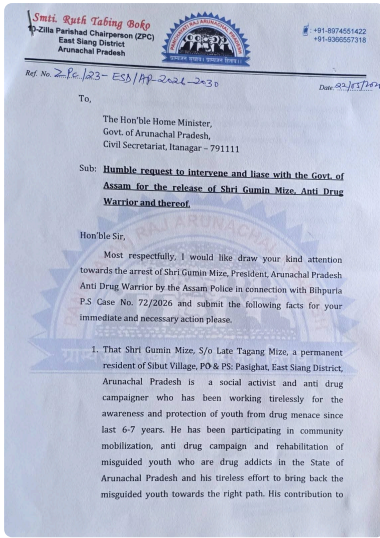 Smti. Ruth Tabing Boko
Zilla Parishad Chairperson (ZPC)
East Siang District
Arunachal Pradesh
PANCHAYATI RAJ ARUNACHAL PRADESH
+91-8974551422
+91-9366557318
Ref. No. Z.P.C/23- ESD/AP-2026-2030
Date
To,
The Hon'ble Home Minister,
Govt. of Arunachal Pradesh,
Civil Secretariat, Itanagar – 791111
Sub: Humble request to intervene and liase with the Govt. of
Assam for the release of Shri Gumin Mize, Anti Drug
Warrior and thereof.
Hon'ble Sir,
Most respectfully, I would like draw your kind attention
towards the arrest of Shri Gumin Mize, President, Arunachal Pradesh
Anti Drug Warrior by the Assam Police in connection with Bihpuria
P.S Case No. 72/2026 and submit the following facts for your
immediate and necessary action please.
1. That Shri Gumin Mize, S/o Late Tagang Mize, a permanent
resident of Sibut Village, PO & PS: Pasighat, East Siang District,
Arunachal Pradesh is a social activist and anti drug
campaigner who has been working tirelessly for the
awareness and protection of youth from drug menace since
last 6-7 years. He has been participating in community
mobilization, anti drug campaign and rehabilitation of
misguided youth who are drug addicts in the State of
Arunachal Pradesh and his tireless effort to bring back the
misguided youth towards the right path. His contribution to